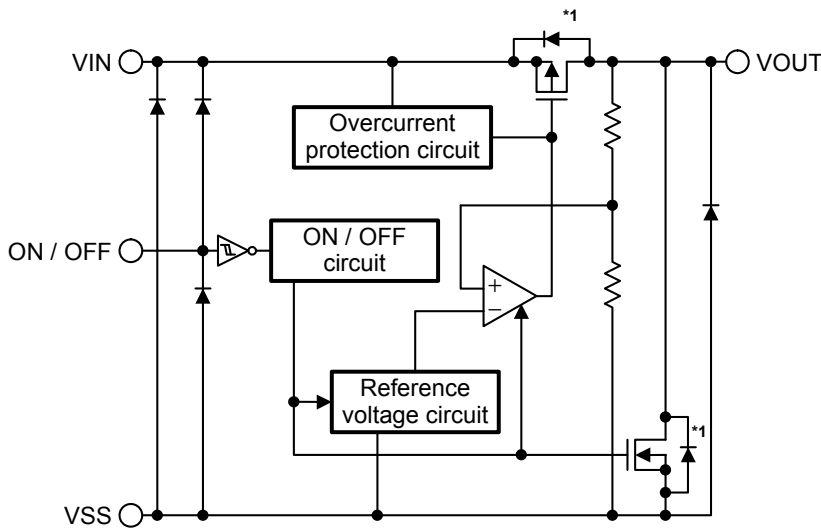 *1
VIN
VOUT
Overcurrent
protection circuit
ON / OFF
ON / OFF
circuit
+
−
Reference
voltage circuit
*1
VSS